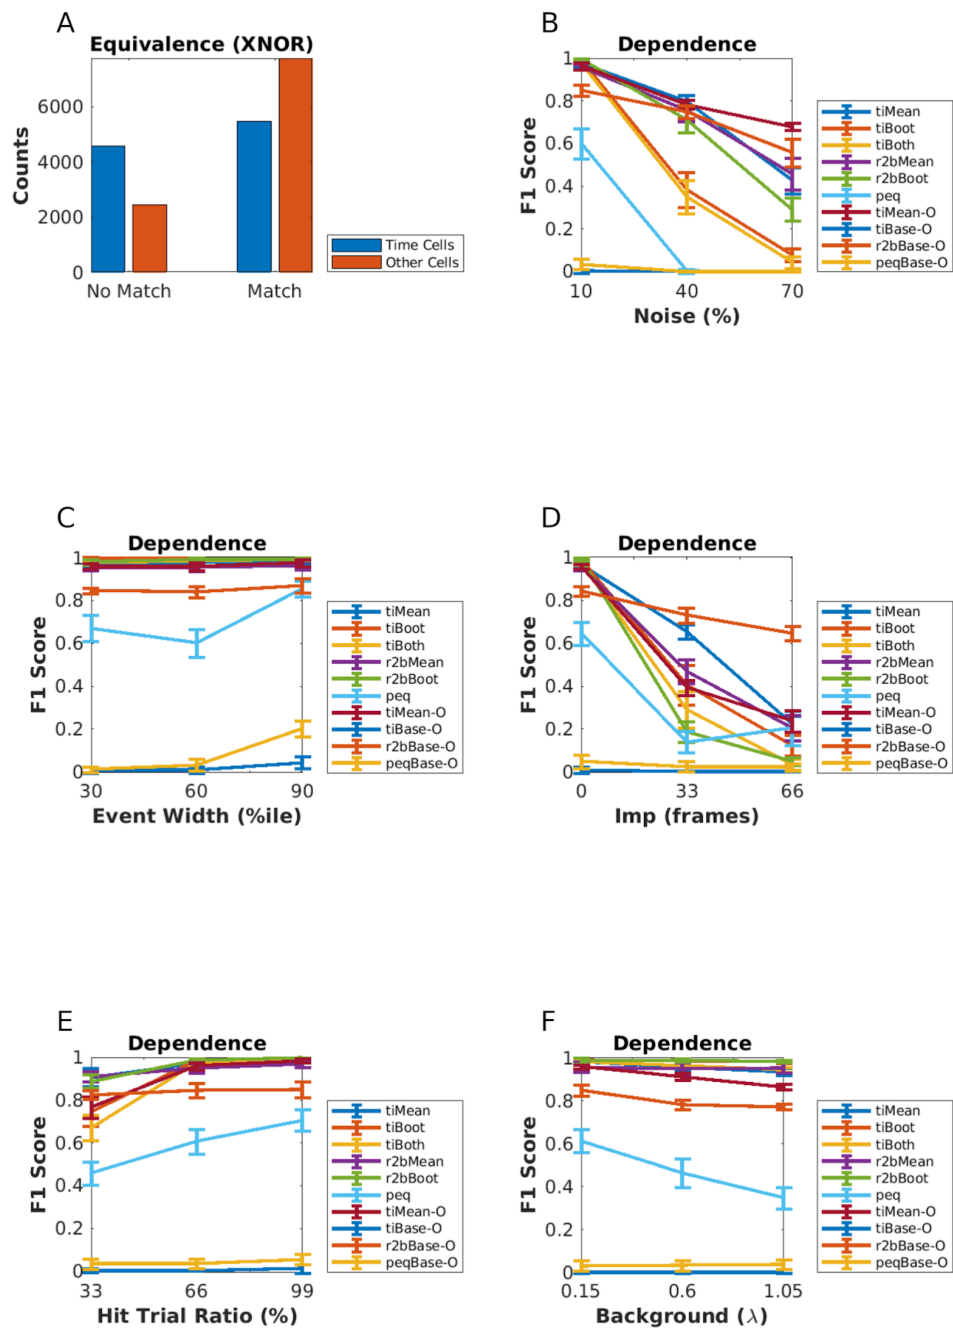 A
Equivalence (XNOR)
6000
4000
2000
0
Counts
No Match
Match
Time Cells
Other Cells
B
Dependence
1
0.8
0.6
0.4
0.2
0
F1 Score
10
40
70
Noise (%)
tiMean
tiBoot
tiBoth
r2bMean
r2bBoot
peq
tiMean-O
tiBase-O
r2bBase-O
peqBase-O
C
Dependence
1
0.8
0.6
0.4
0.2
0
F1 Score
30
60
90
Event Width (%ile)
tiMean
tiBoot
tiBoth
r2bMean
r2bBoot
peq
tiMean-O
tiBase-O
r2bBase-O
peqBase-O
D
Dependence
1
0.8
0.6
0.4
0.2
0
F1 Score
0
33
66
Imp (frames)
tiMean
tiBoot
tiBoth
r2bMean
r2bBoot
peq
tiMean-O
tiBase-O
r2bBase-O
peqBase-O
E
Dependence
1
0.8
0.6
0.4
0.2
0
F1 Score
33
66
99
Hit Trial Ratio (%)
tiMean
tiBoot
tiBoth
r2bMean
r2bBoot
peq
tiMean-O
tiBase-O
r2bBase-O
peqBase-O
F
Dependence
1
0.8
0.6
0.4
0.2
0
F1 Score
0.15
0.6
1.05
Background (λ)
tiMean
tiBoot
tiBoth
r2bMean
r2bBoot
peq
tiMean-O
tiBase-O
r2bBase-O
peqBase-O